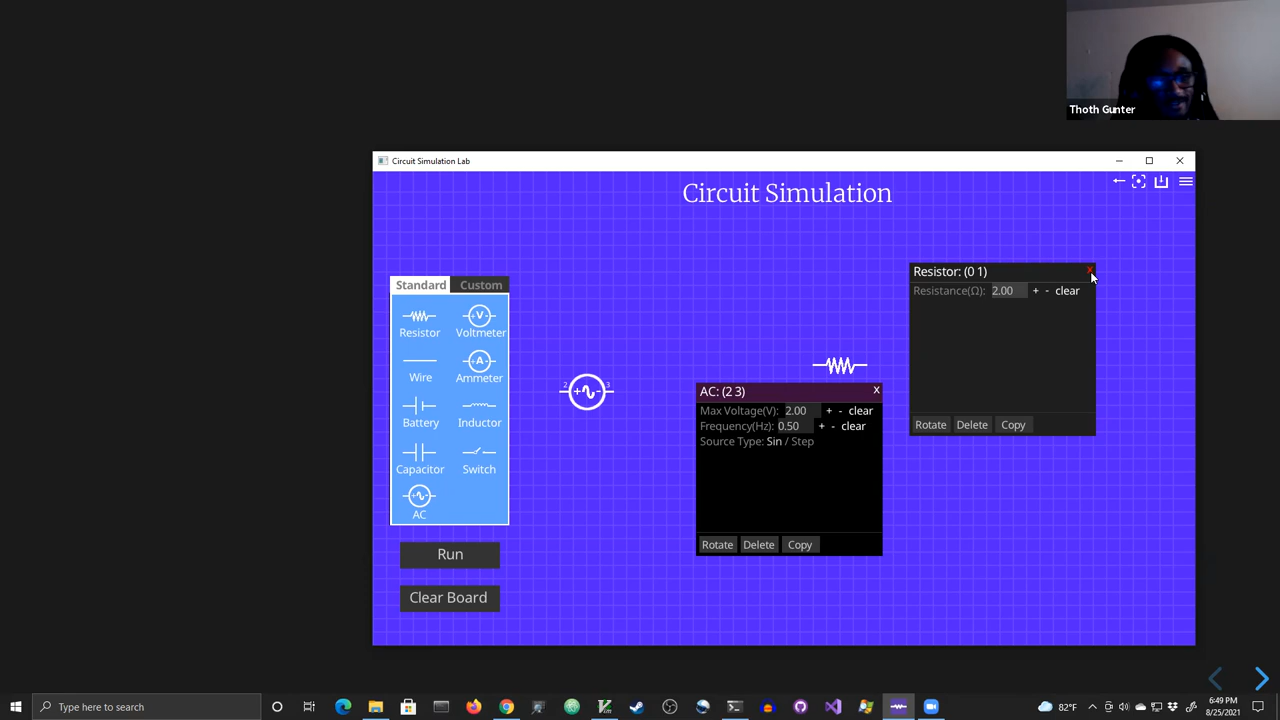 Thoth Gunter
Circuit Simulation Lab
Circuit Simulation
Standard Custom
Resistor Voltmeter
Wire Ammeter
Battery Inductor
Capacitor Switch
AC
Run
Clear Board
2 3
AC: (2 3) x
Max Voltage(V): 2.00 + - clear
Frequency(Hz): 0.50 + - clear
Source Type: Sin / Step
Rotate Delete Copy
Resistor: (0 1) x
Resistance(Ω): 2.00 + - clear
Rotate Delete Copy
Type here to search
82°F
6:49 PM
8/25/2021